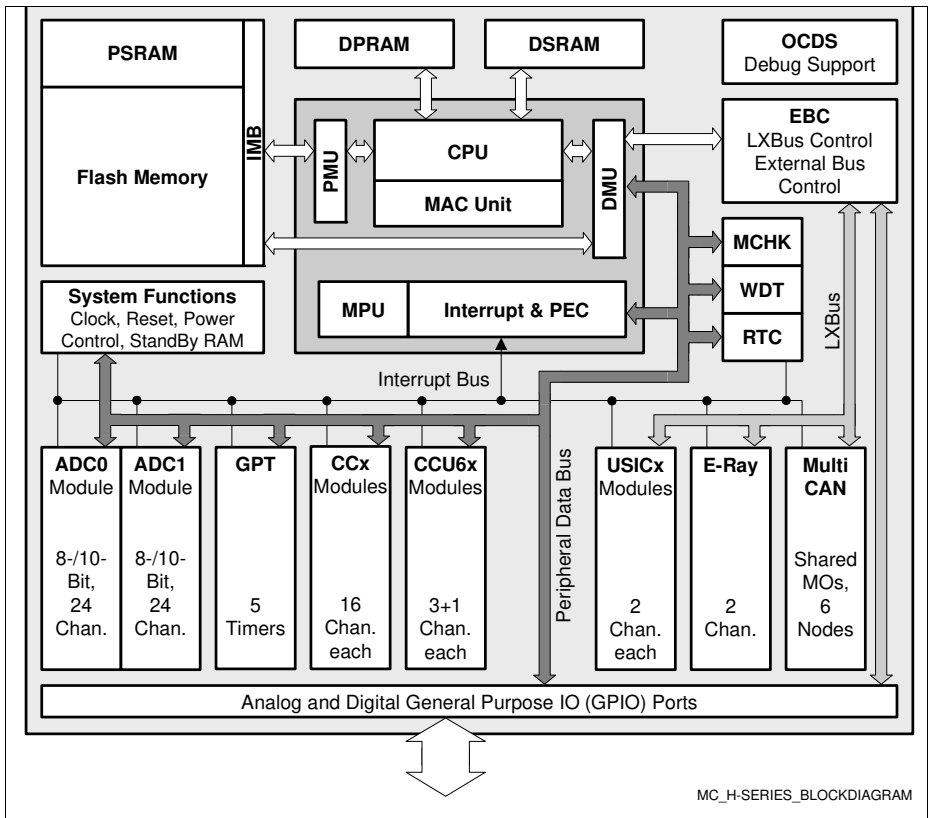 PSRAM
Flash Memory
IMB
DPRAM
DSRAM
OCDS
Debug Support
PMU
CPU
MAC Unit
DMU
EBC
LXBus Control
External Bus
Control
MCHK
WDT
RTC
System Functions
Clock, Reset, Power
Control, StandBy RAM
MPU
Interrupt & PEC
Interrupt Bus
LXBus
Peripheral Data Bus
ADC0
Module
8-/10-
Bit,
24
Chan.
ADC1
Module
8-/10-
Bit,
24
Chan.
GPT
5
Timers
CCx
Modules
16
Chan.
each
CCU6x
Modules
3+1
Chan.
each
USICx
Modules
2
Chan.
each
E-Ray
2
Chan.
Multi
CAN
Shared
MOs,
6
Nodes
Analog and Digital General Purpose IO (GPIO) Ports
MC_H-SERIES_BLOCKDIAGRAM